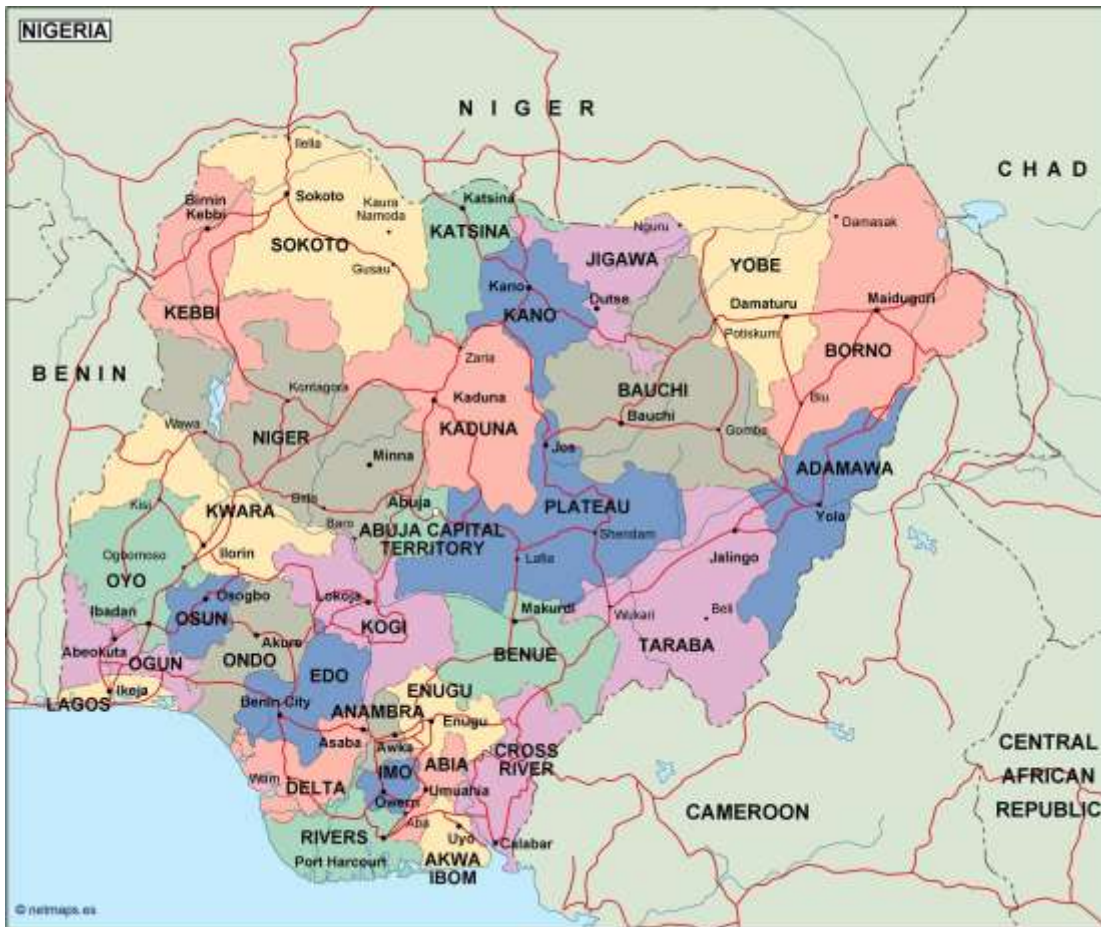 NIGERIA
NIGER
CHAD
Ilella
Birnin
Kebbi
Sokoto
Kaura
Namoda
Katsina
KATSINA
SOKOTO
Gusau
Nguru
Damasak
JIGAWA
YOBE
Kano
KANO
Dutse
Damaturu
Maiduguri
KEBBI
Potiskum
BORNO
Zaria
BENIN
Kontagora
Kaduna
KADUNA
BAUCHI
Bauchi
Biu
Wawa
NIGER
Minna
Jos
Gombe
ADAMAWA
Kisi
KWARA
Bida
Baro
Abuja
ABUJA CAPITAL
TERRITORY
PLATEAU
Shendam
Yola
Ogbomoso
Ilorin
Lafia
Jalingo
OYO
Osogbo
OSUN
Lokoja
KOGI
Makurdi
Wukari
Beli
TARABA
Ibadan
Abeokuta
OGUN
Akure
ONDO
EDO
BENUE
LAGOS
Ikeja
Benin City
ANAMBRA
ENUGU
Enugu
Asaba
Awka
CROSS
RIVER
CENTRAL
AFRICAN
REPUBLIC
DELTA
IMO
ABIA
Umuahia
Owerri
Aba
CAMEROON
RIVERS
Port Harcourt
Uyo
Calabar
AKWA
IBOM
© netmaps.es